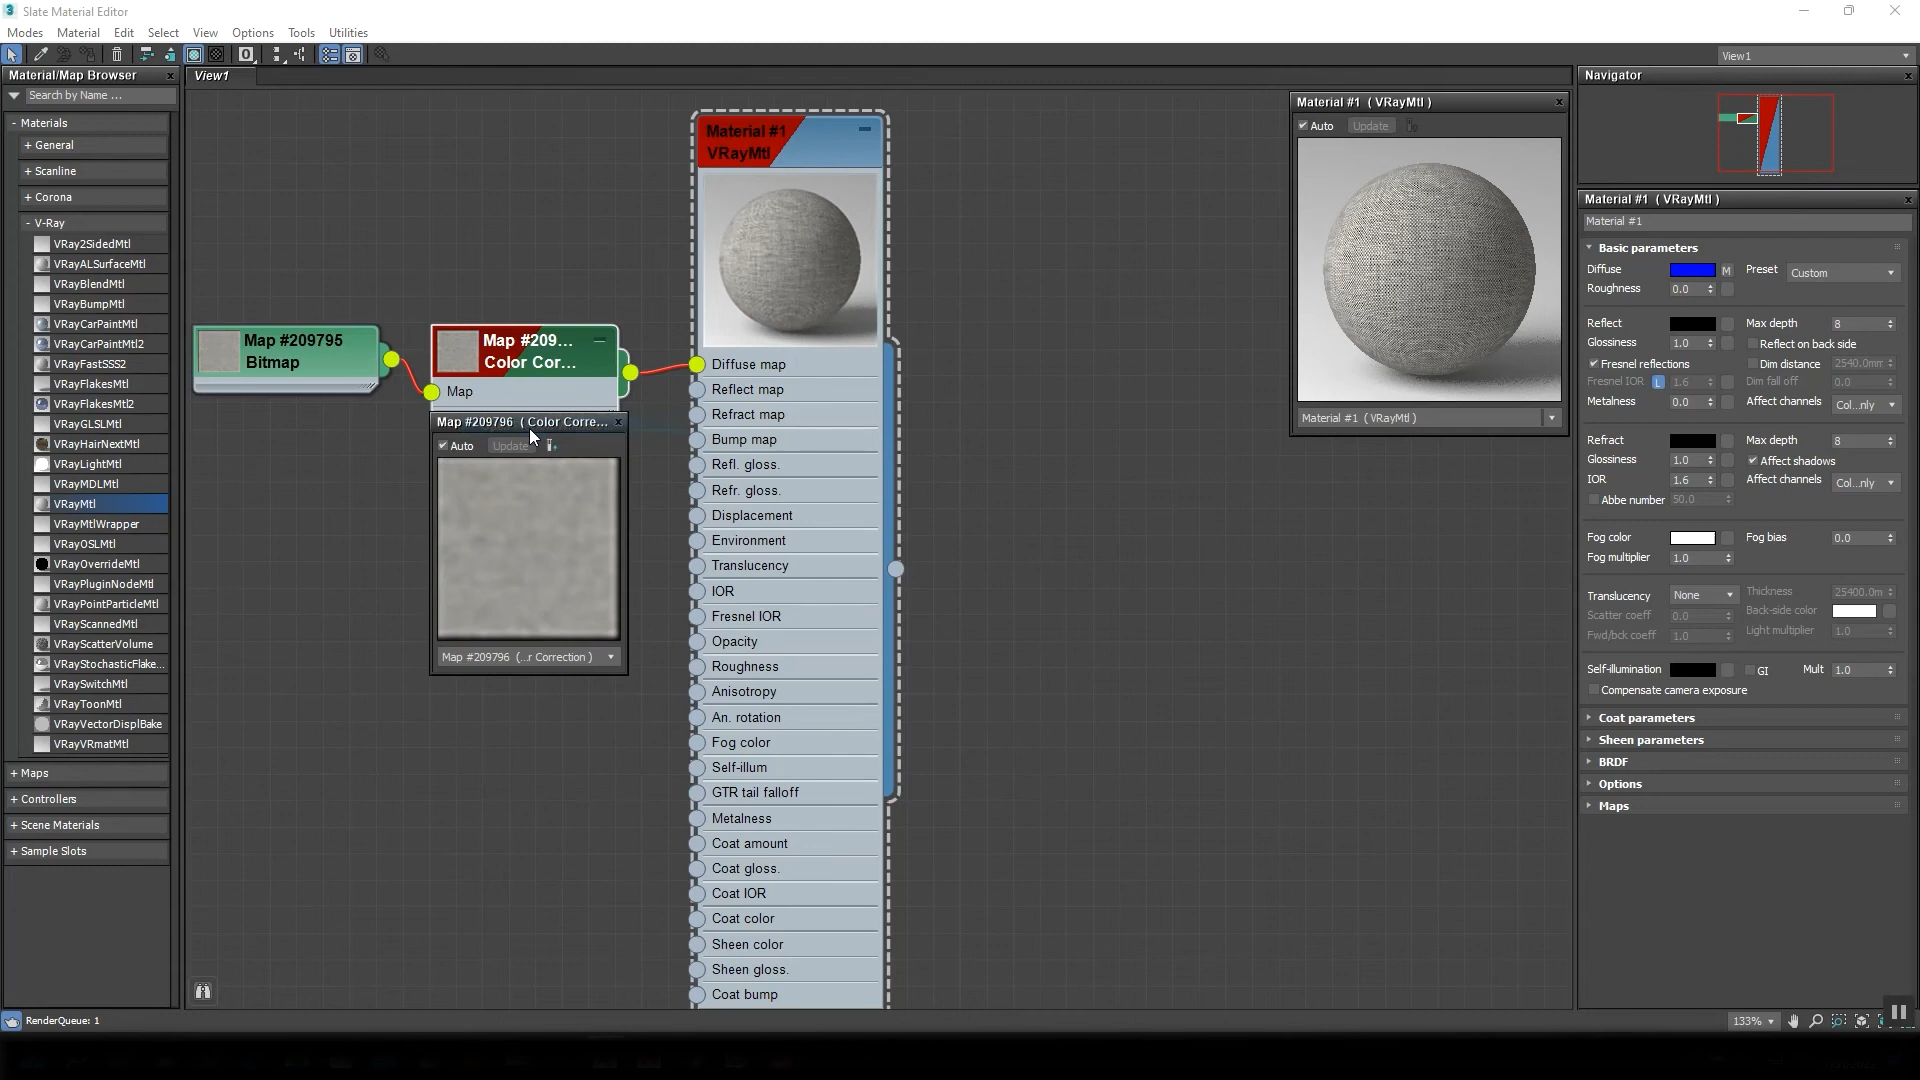 3 Slate Material Editor
Modes Material Edit Select View Options Tools Utilities
View1
Material/Map Browser x
Search by Name ...
- Materials
+ General
+ Scanline
+ Corona
- V-Ray
VRay2SidedMtl
VRayALSurfaceMtl
VRayBlendMtl
VRayBumpMtl
VRayCarPaintMtl
VRayCarPaintMtl2
VRayFastSSS2
VRayFlakesMtl
VRayFlakesMtl2
VRayGLSLMtl
VRayHairNextMtl
VRayLightMtl
VRayMDLMtl
VRayMtl
VRayMtlWrapper
VRayOSLMtl
VRayOverrideMtl
VRayPluginNodeMtl
VRayPointParticleMtl
VRayScannedMtl
VRayScatterVolume
VRayStochasticFlake...
VRaySwitchMtl
VRayToonMtl
VRayVectorDisplBake
VRayVRmatMtl
+ Maps
+ Controllers
+ Scene Materials
+ Sample Slots
RenderQueue: 1
View1
Map #209795
Bitmap
Map #209...
Color Cor...
Map
Map #209796 ( Color Corre... x
Auto Update
Map #209796 (...r Correction )
Material #1
VRayMtl
Diffuse map
Reflect map
Refract map
Bump map
Refl. gloss.
Refr. gloss.
Displacement
Environment
Translucency
IOR
Fresnel IOR
Opacity
Roughness
Anisotropy
An. rotation
Fog color
Self-illum
GTR tail falloff
Metalness
Coat amount
Coat gloss.
Coat IOR
Coat color
Sheen color
Sheen gloss.
Coat bump
Material #1 ( VRayMtl ) x
Auto Update
Material #1 ( VRayMtl )
Navigator x
Material #1 ( VRayMtl ) x
Material #1
Basic parameters
Diffuse M Preset Custom
Roughness 0.0
Reflect Max depth 8
Glossiness 1.0 Reflect on back side
Fresnel reflections Dim distance 2540.0mm
Fresnel IOR L 1.6 Dim fall off 0.0
Metalness 0.0 Affect channels Col...nly
Refract Max depth 8
Glossiness 1.0 Affect shadows
IOR 1.6 Affect channels Col...nly
Abbe number 50.0
Fog color Fog bias 0.0
Fog multiplier 1.0
Translucency None Thickness 25400.0m
Scatter coeff 0.0 Back-side color
Fwd/bck coeff 1.0 Light multiplier 1.0
Self-illumination GI Mult 1.0
Compensate camera exposure
Coat parameters
Sheen parameters
BRDF
Options
Maps
133%